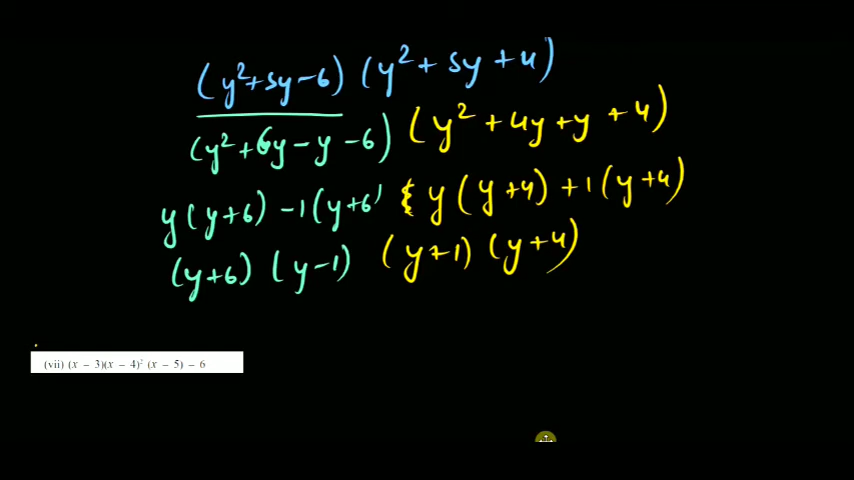 (y²+5y−6) (y² + 5y + 4)
(y²+6y − y − 6) (y² + 4y + y + 4)
y(y+6) −1(y+6) y(y+4) +1(y+4)
(y+6) (y−1) (y+1) (y+4)
(vii) (x − 3)(x − 4)² (x − 5) − 6